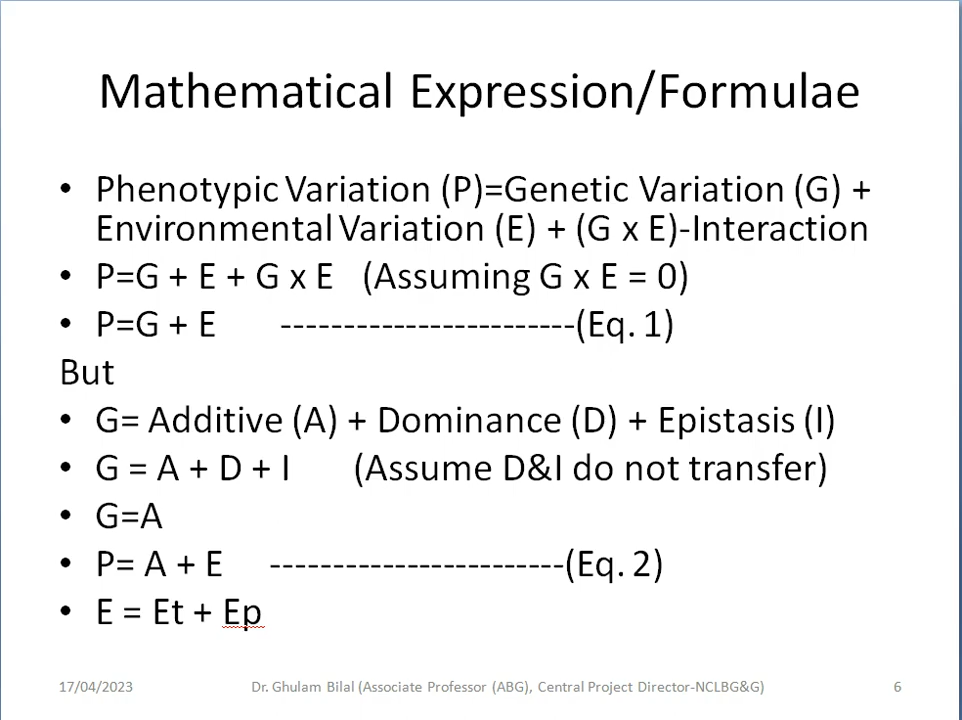 Mathematical Expression/Formulae
• Phenotypic Variation (P)=Genetic Variation (G) +
Environmental Variation (E) + (G x E)-Interaction
• P=G + E + G x E (Assuming G x E = 0)
• P=G + E ------------------------(Eq. 1)
But
• G= Additive (A) + Dominance (D) + Epistasis (I)
• G = A + D + I (Assume D&I do not transfer)
• G=A
• P= A + E ------------------------(Eq. 2)
• E = Et + Ep
17/04/2023 Dr. Ghulam Bilal (Associate Professor (ABG), Central Project Director-NCLBG&G) 6